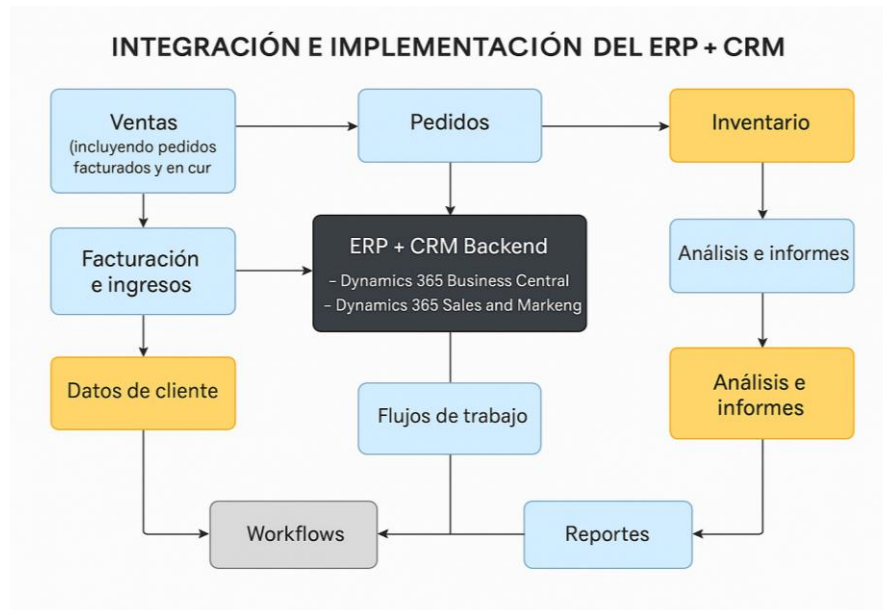 INTEGRACIÓN E IMPLEMENTACIÓN DEL ERP + CRM
Ventas
(incluyendo pedidos
facturados y en cur
Pedidos
Inventario
Facturación
e ingresos
ERP + CRM Backend
– Dynamics 365 Business Central
– Dynamics 365 Sales and Markeng
Análisis e informes
Datos de cliente
Flujos de trabajo
Análisis e
informes
Workflows
Reportes